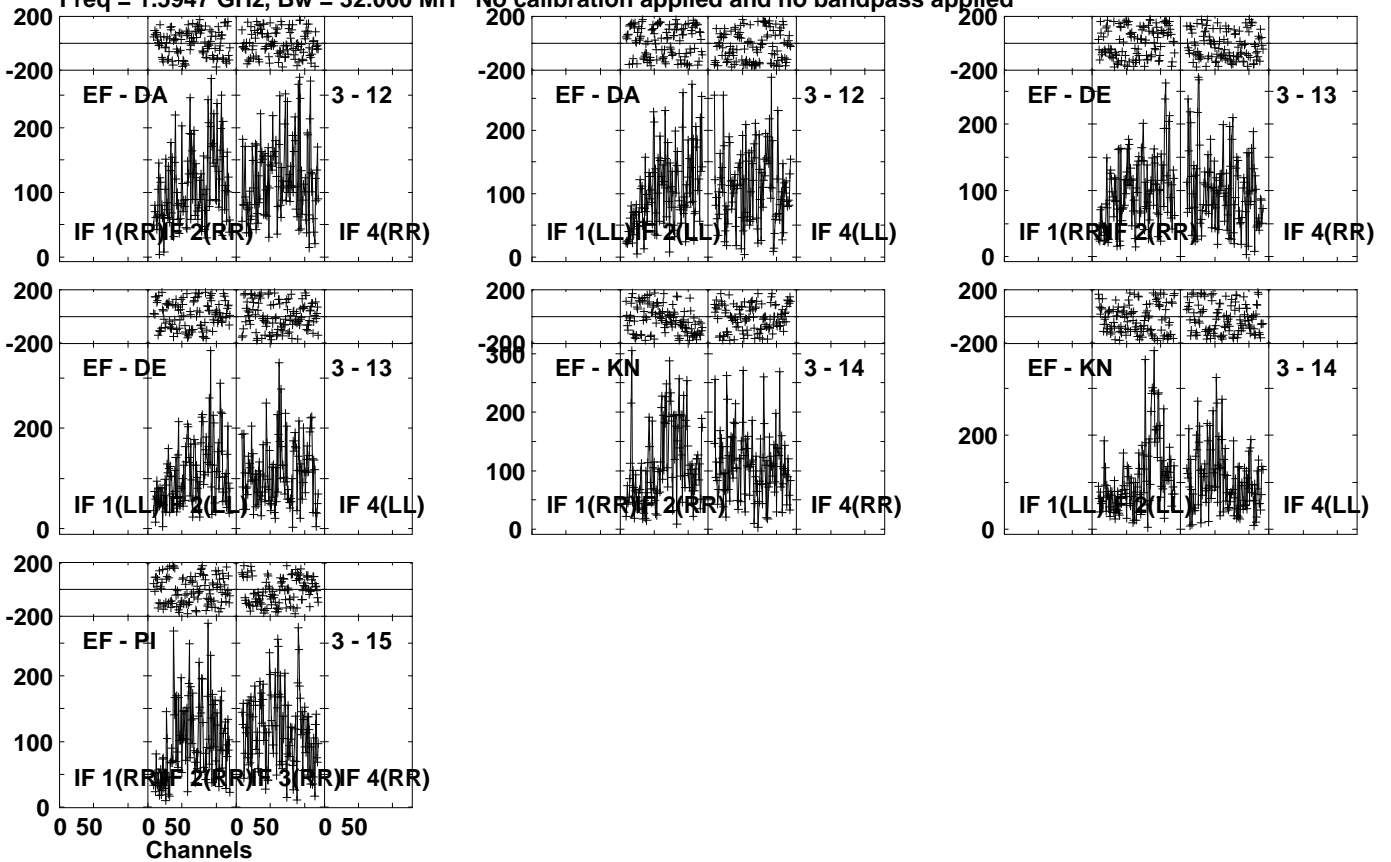 Freq = 1.5947 GHz, Bw = 32.000 MH No calibration applied and no bandpass applied
200 200 200
-200 -200 -200
EF - DA 3 - 12 EF - DA 3 - 12 EF - DE 3 - 13
200 200 200
100 100 100
IF 1(RR) IF 2(RR) IF 4(RR) IF 1(LL) IF 2(LL) IF 4(LL) IF 1(RR) IF 2(RR) IF 4(RR)
0 0 0
200 200 200
-200 -200 -200
300
EF - DE 3 - 13 EF - KN 3 - 14 EF - KN 3 - 14
200 200 200
100
IF 1(LL) IF 2(LL) IF 4(LL) IF 1(RR) IF 2(RR) IF 4(RR) IF 1(LL) IF 2(LL) IF 4(LL)
0 0 0
200
-200
EF - PI 3 - 15
200
100
IF 1(RR) IF 2(RR) IF 3(RR) IF 4(RR)
0
0 50 0 50 0 50 0 50
Channels